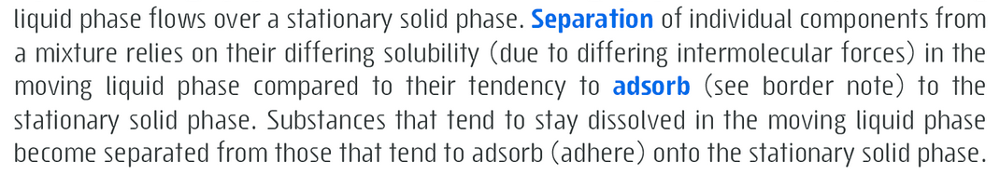 liquid phase flows over a stationary solid phase. Separation of individual components from
a mixture relies on their differing solubility (due to differing intermolecular forces) in the
moving liquid phase compared to their tendency to adsorb (see border note) to the
stationary solid phase. Substances that tend to stay dissolved in the moving liquid phase
become separated from those that tend to adsorb (adhere) onto the stationary solid phase.